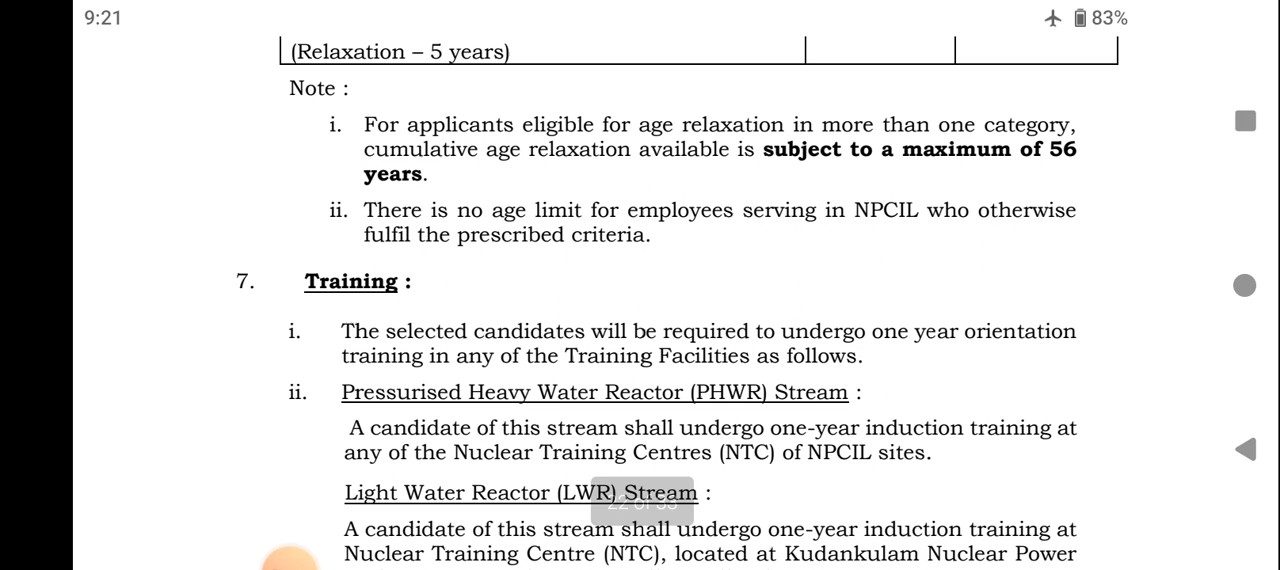 9:21
83%
(Relaxation – 5 years)
Note :
i. For applicants eligible for age relaxation in more than one category,
cumulative age relaxation available is subject to a maximum of 56
years.
ii. There is no age limit for employees serving in NPCIL who otherwise
fulfil the prescribed criteria.
7. Training :
i. The selected candidates will be required to undergo one year orientation
training in any of the Training Facilities as follows.
ii. Pressurised Heavy Water Reactor (PHWR) Stream :
A candidate of this stream shall undergo one-year induction training at
any of the Nuclear Training Centres (NTC) of NPCIL sites.
Light Water Reactor (LWR) Stream :
A candidate of this stream shall undergo one-year induction training at
Nuclear Training Centre (NTC), located at Kudankulam Nuclear Power